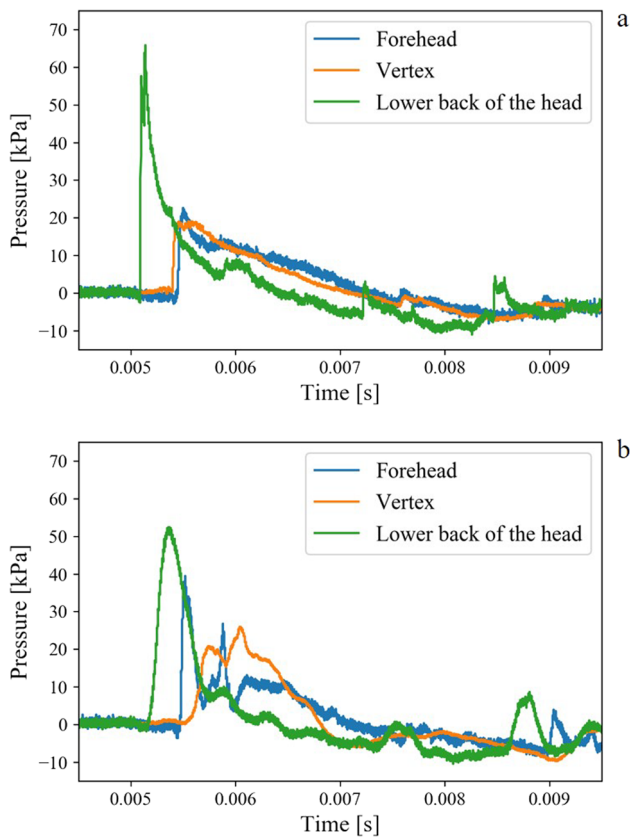 a
70
60
50
40
30
20
10
0
−10
Pressure [kPa]
Forehead
Vertex
Lower back of the head
0.005 0.006 0.007 0.008 0.009
Time [s]
b
70
60
50
40
30
20
10
0
−10
Pressure [kPa]
Forehead
Vertex
Lower back of the head
0.005 0.006 0.007 0.008 0.009
Time [s]